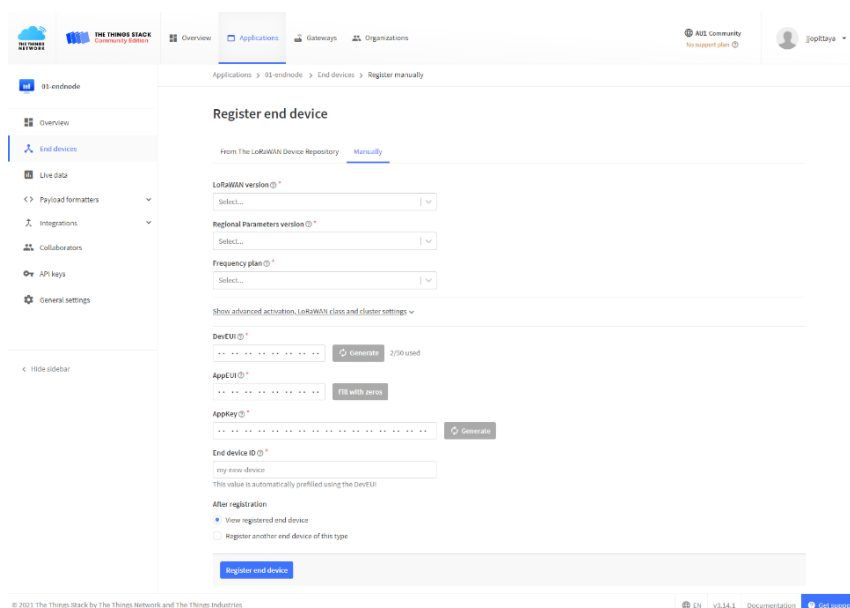 THE THINGS NETWORK
THE THINGS STACK
Community Edition
Overview
Applications
Gateways
Organizations
AU1 Community
No support plan
jjopittaya
01-endnode
Applications > 01-endnode > End devices > Register manually
Overview
End devices
Live data
Payload formatters
Integrations
Collaborators
API keys
General settings
< Hide sidebar
Register end device
From The LoRaWAN Device Repository
Manually
LoRaWAN version *
Select...
Regional Parameters version *
Select...
Frequency plan *
Select...
Show advanced activation, LoRaWAN class and cluster settings
DevEUI *
Generate
2/50 used
AppEUI *
Fill with zeros
AppKey *
Generate
End device ID *
my-new-device
This value is automatically prefilled using the DevEUI
After registration
View registered end device
Register another end device of this type
Register end device
© 2021 The Things Stack by The Things Network and The Things Industries
EN
v3.14.1
Documentation
Get support